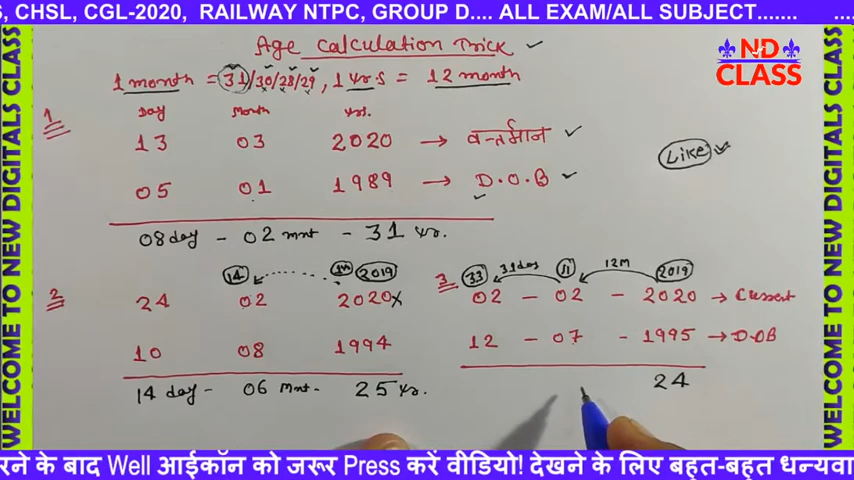 S, CHSL, CGL-2020, RAILWAY NTPC, GROUP D.... ALL EXAM/ALL SUBJECT....... ....
Age Calculation Trick
ND
CLASS
1 month = 31/30/28/29, 1 yrs = 12 month
Day Month yrs.
1
13 03 2020 → वर्तमान
Like
05 01 1989 → D.O.B
08 day - 02 mnt - 31 yr.
14 2019
33 31 day 11 12M 2019
2
24 02 2020
3. 02 - 02 - 2020 → Current
10 08 1994
12 - 07 - 1995 → D.OB
14 day - 06 mnt - 25 yr.
24
WELCOME TO NEW DIGITALS CLASS
WELCOME TO NEW DIGITALS CLASS
रने के बाद Well आईकॉन को जरूर Press करें वीडियो! देखने के लिए बहुत-बहुत धन्यवा